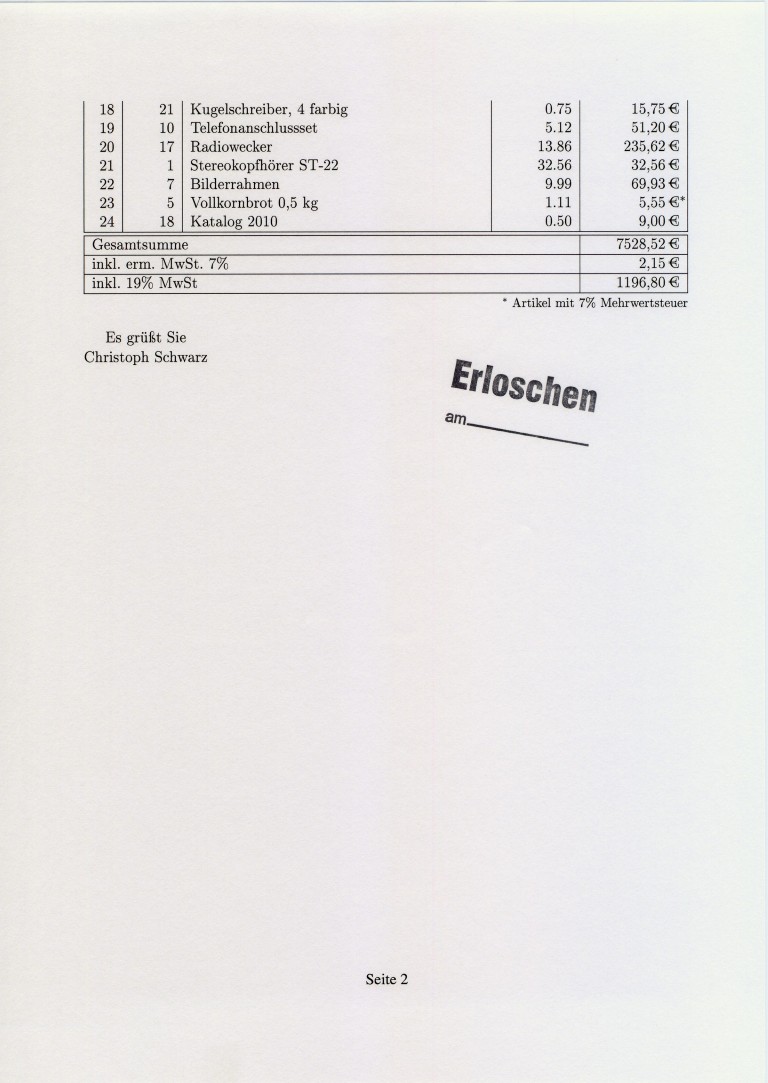 18 21 Kugelschreiber, 4 farbig 0.75 15,75 €
19 10 Telefonanschlussset 5.12 51,20 €
20 17 Radiowecker 13.86 235,62 €
21 1 Stereokopfhörer ST-22 32.56 32,56 €
22 7 Bilderrahmen 9.99 69,93 €
23 5 Vollkornbrot 0,5 kg 1.11 5,55 €*
24 18 Katalog 2010 0.50 9,00 €
Gesamtsumme 7528,52 €
inkl. erm. MwSt. 7% 2,15 €
inkl. 19% MwSt 1196,80 €
* Artikel mit 7% Mehrwertsteuer
Es grüßt Sie
Christoph Schwarz
Erloschen
am
Seite 2